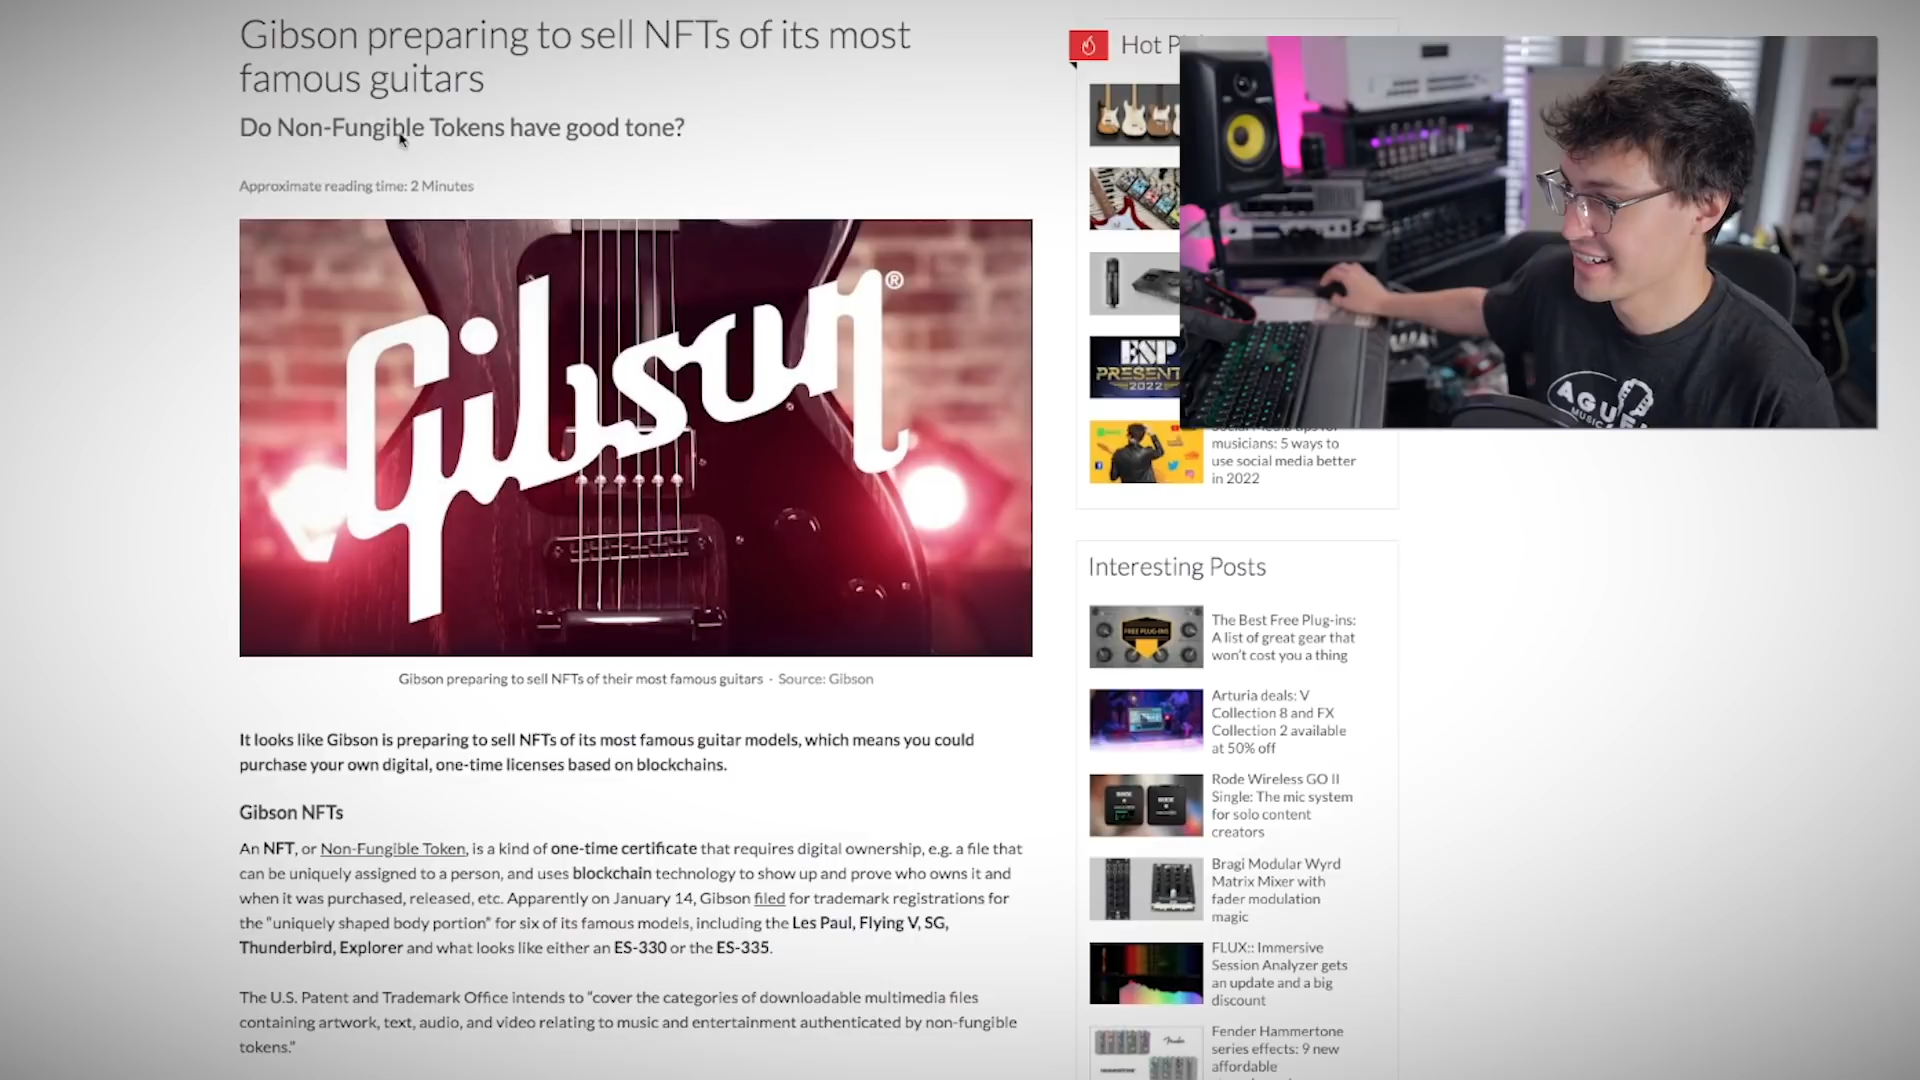 Gibson preparing to sell NFTs of its most
famous guitars
Do Non-Fungible Tokens have good tone?
Approximate reading time: 2 Minutes
Gibson®
Gibson preparing to sell NFTs of their most famous guitars - Source: Gibson
It looks like Gibson is preparing to sell NFTs of its most famous guitar models, which means you could
purchase your own digital, one-time licenses based on blockchains.
Gibson NFTs
An NFT, or Non-Fungible Token, is a kind of one-time certificate that requires digital ownership, e.g. a file that
can be uniquely assigned to a person, and uses blockchain technology to show up and prove who owns it and
when it was purchased, released, etc. Apparently on January 14, Gibson filed for trademark registrations for
the “uniquely shaped body portion” for six of its famous models, including the Les Paul, Flying V, SG,
Thunderbird, Explorer and what looks like either an ES-330 or the ES-335.
The U.S. Patent and Trademark Office intends to “cover the categories of downloadable multimedia files
containing artwork, text, audio, and video relating to music and entertainment authenticated by non-fungible
tokens.”
Hot
ESP
2022
Social Media tips for
musicians: 5 ways to
use social media better
in 2022
Interesting Posts
FREE PLUG-INS
The Best Free Plug-ins:
A list of great gear that
won't cost you a thing
Arturia deals: V
Collection 8 and FX
Collection 2 available
at 50% off
Rode Wireless GO II
Single: The mic system
for solo content
creators
Bragi Modular Wyrd
Matrix Mixer with
fader modulation
magic
FLUX:: Immersive
Session Analyzer gets
an update and a big
discount
Fender
Fender Hammertone
series effects: 9 new
affordable
MUSIC